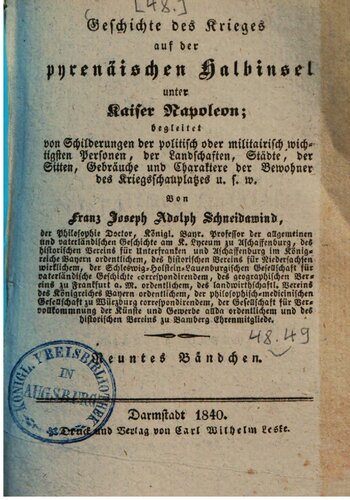 [48.]
Geschichte des Krieges
auf der
pyrenäischen Halbinsel
unter
Kaiser Napoleon;
begleitet
von Schilderungen der politisch oder militairisch wich-
tigsten Personen, der Landschaften, Städte, der
Sitten, Gebräuche und Charaktere der Bewohner
des Kriegsschauplatzes u. s. w.
Von
Franz Joseph Adolph Schneidawind,
der Philosophie Doctor, Königl. Bayr. Professor der allgemeinen
und vaterländischen Geschichte am K. Lyceum zu Aschaffenburg, des
historischen Vereins für Unterfranken und Aschaffenburg im König-
reiche Bayern ordentlichem, des historischen Vereins für Niedersachsen
wirklichem, der Schleswig-Holstein-Lauenburgischen Gesellschaft für
vaterländische Geschichte correspondirendem, des geographischen Ver-
eins zu Frankfurt a. M. ordentlichem, des landwirthschaftl. Vereins
des Königreiches Bayern ordentlichem, der philosophisch-medicinischen
Gesellschaft zu Würzburg correspondirendem, der Gesellschaft für Ver-
vollkommnung der Künste und Gewerbe allda ordentlichem und des
historischen Vereins zu Bamberg Ehrenmitgliede.
48.49
Neuntes Bändchen.
KÖNIGL. KREISBIBLIOTHEK
IN
AUGSBURG
Darmstadt 1840.
Druck und Verlag von Carl Wilhelm Leske.